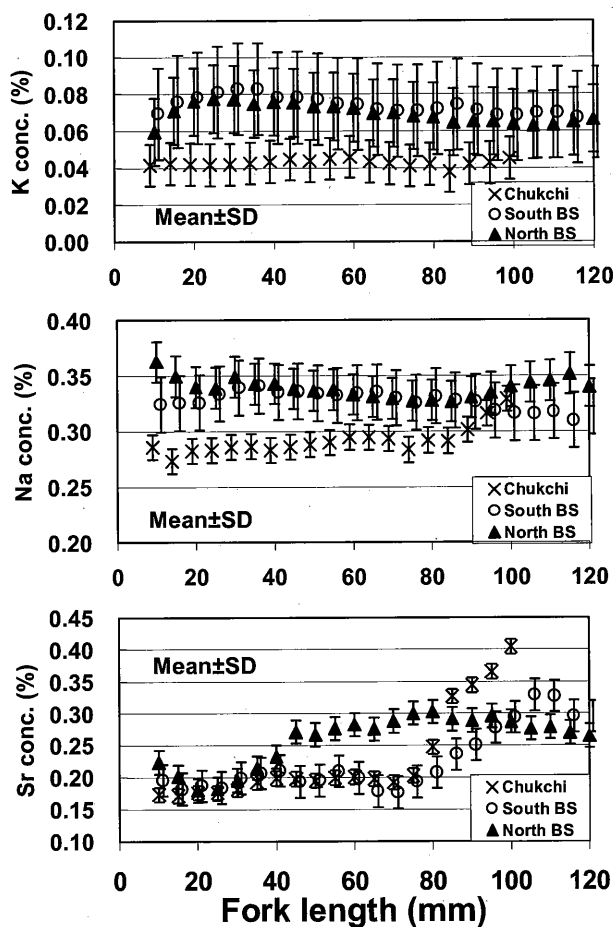 K conc. (%)
0.12
0.10
0.08
0.06
0.04
0.02
0.00
Mean±SD
Chukchi
South BS
North BS
0 20 40 60 80 100 120
Na conc. (%)
0.40
0.35
0.30
0.25
0.20
Mean±SD
Chukchi
South BS
North BS
0 20 40 60 80 100 120
Sr conc. (%)
0.45
0.40
0.35
0.30
0.25
0.20
0.15
0.10
Mean±SD
Chukchi
South BS
North BS
0 20 40 60 80 100 120
Fork length (mm)